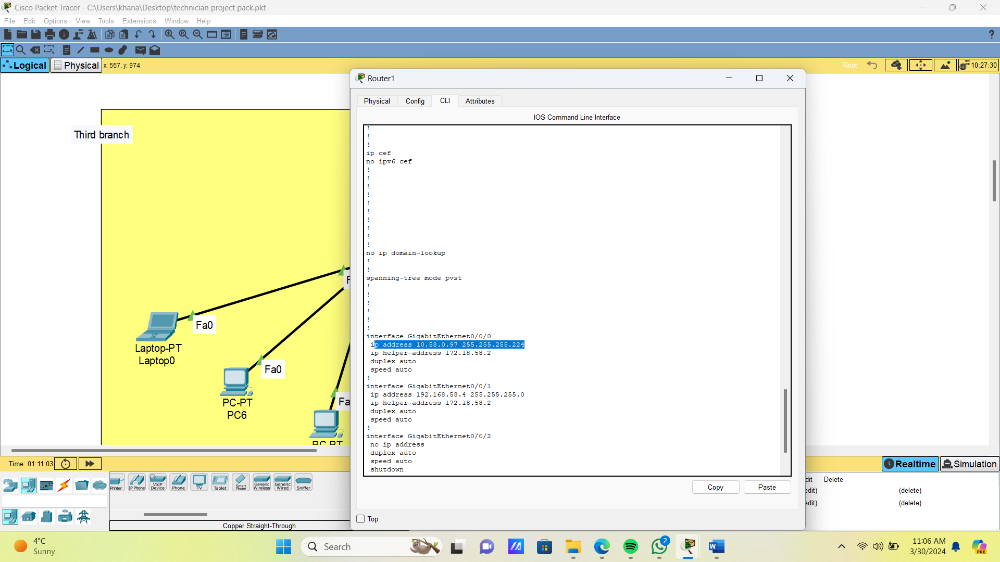 Cisco Packet Tracer - C:\Users\khana\Desktop\technician project pack.pkt
File Edit Options View Tools Extensions Window Help
?
Logical Physical x: 557, y: 974 Root 10:27:30
Third branch
Laptop-PT
Laptop0
Fa0
PC-PT
PC6
Fa0
F
Fa
PC-PT
Router1
Physical Config CLI Attributes
IOS Command Line Interface
!
!
!
ip cef
no ipv6 cef
!
!
!
!
!
!
!
!
!
!
no ip domain-lookup
!
!
spanning-tree mode pvst
!
!
!
!
!
!
interface GigabitEthernet0/0/0
ip address 10.58.0.97 255.255.255.224
ip helper-address 172.18.58.2
duplex auto
speed auto
!
interface GigabitEthernet0/0/1
ip address 192.168.58.4 255.255.255.0
ip helper-address 172.18.58.2
duplex auto
speed auto
!
interface GigabitEthernet0/0/2
no ip address
duplex auto
speed auto
shutdown
Copy Paste
Top
Time: 01:11:03
Realtime Simulation
Printer IP Phone VoIP Device Phone TV Tablet Smart Phone Generic Wireless Generic Wired Sniffer
Copper Straight-Through
dit Delete
edit) (delete)
edit) (delete)
4°C
Sunny
Search
2
11:06 AM
3/30/2024
PRE